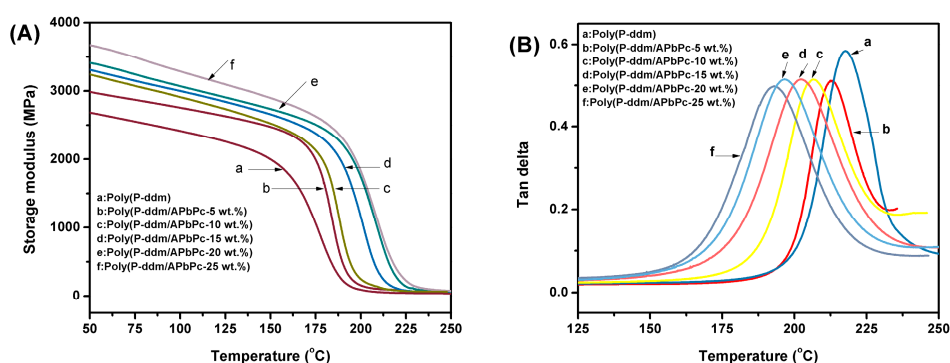 (A)
4000
3000
2000
1000
0
Storage modulus (MPa)
f
e
d
a
b
c
a:Poly(P-ddm)
b:Poly(P-ddm/APbPc-5 wt.%)
c:Poly(P-ddm/APbPc-10 wt.%)
d:Poly(P-ddm/APbPc-15 wt.%)
e:Poly(P-ddm/APbPc-20 wt.%)
f:Poly(P-ddm/APbPc-25 wt.%)
50 75 100 125 150 175 200 225 250
Temperature (°C)
(B)
0.6
0.4
0.2
0.0
Tan delta
a:Poly(P-ddm)
b:Poly(P-ddm/APbPc-5 wt.%)
c:Poly(P-ddm/APbPc-10 wt.%)
d:Poly(P-ddm/APbPc-15 wt.%)
e:Poly(P-ddm/APbPc-20 wt.%)
f:Poly(P-ddm/APbPc-25 wt.%)
e d c
a
b
f
125 150 175 200 225 250
Temperature (°C)